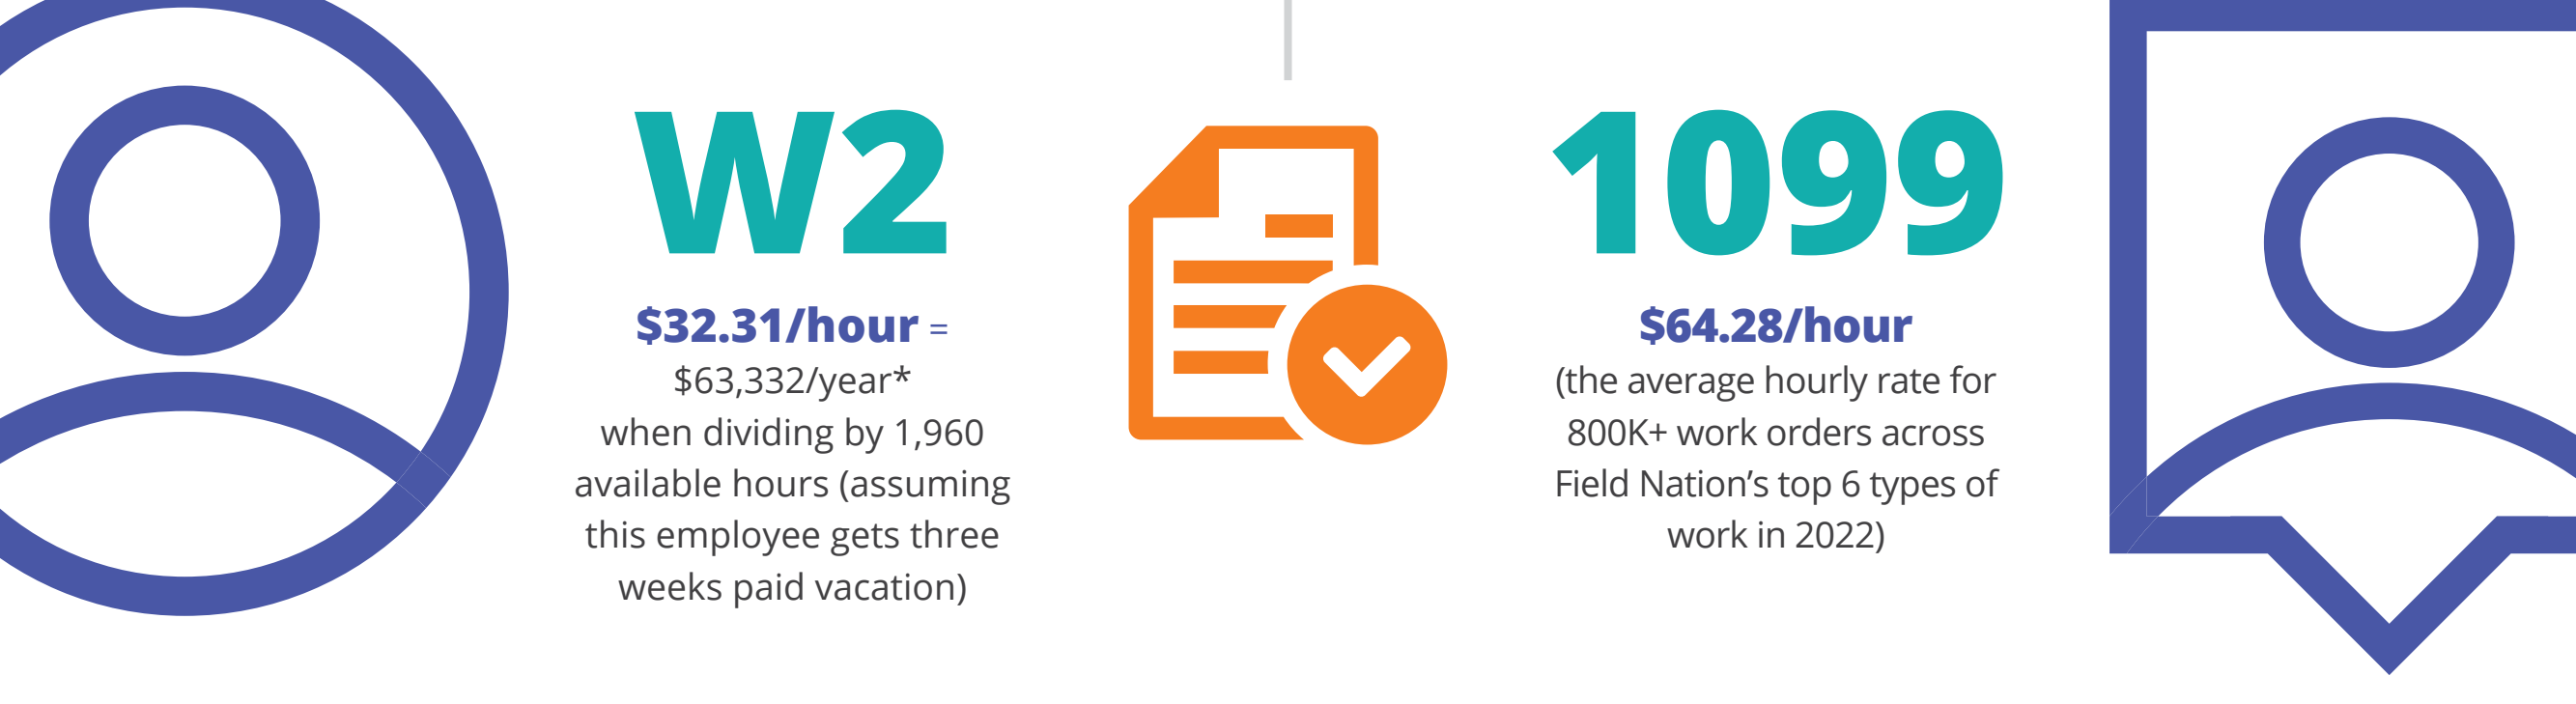 W2
$32.31/hour =
$63,332/year*
when dividing by 1,960
available hours (assuming
this employee gets three
weeks paid vacation)
1099
$64.28/hour
(the average hourly rate for
800K+ work orders across
Field Nation’s top 6 types of
work in 2022)